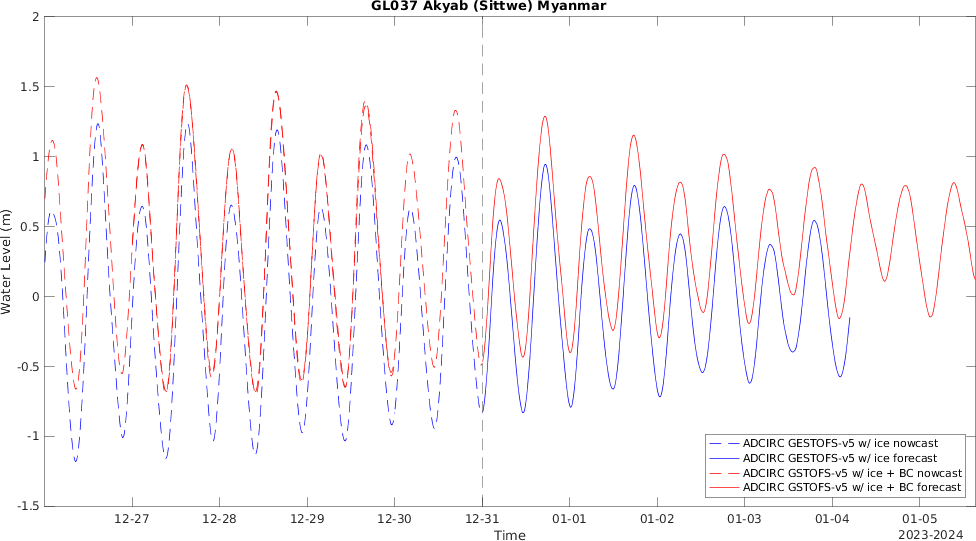 GL037 Akyab (Sittwe) Myanmar
2
1.5
1
0.5
0
-0.5
-1
-1.5
Water Level (m)
12-27 12-28 12-29 12-30 12-31 01-01 01-02 01-03 01-04 01-05
Time
2023-2024
ADCIRC GESTOFS-v5 w/ ice nowcast
ADCIRC GESTOFS-v5 w/ ice forecast
ADCIRC GSTOFS-v5 w/ ice + BC nowcast
ADCIRC GSTOFS-v5 w/ ice + BC forecast